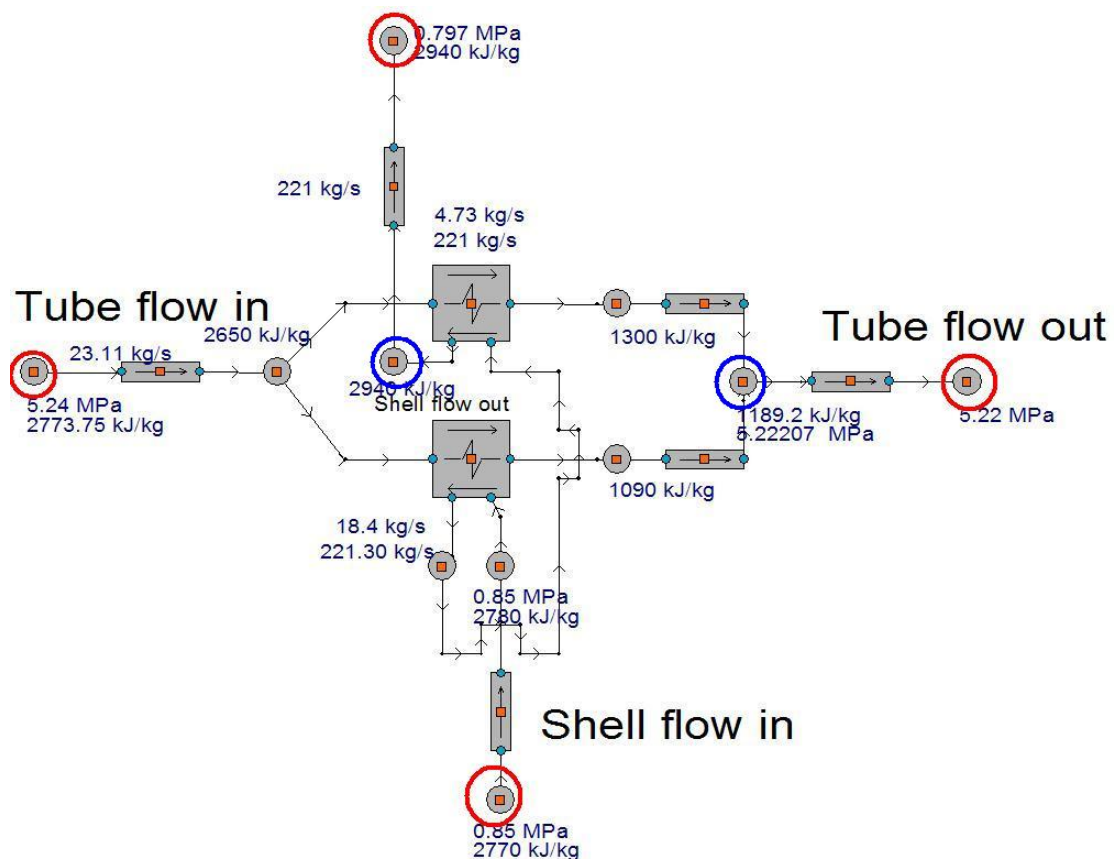 0.797 MPa
2940 kJ/kg
221 kg/s
4.73 kg/s
221 kg/s
Tube flow in
2650 kJ/kg
1300 kJ/kg
Tube flow out
23.11 kg/s
5.24 MPa
2773.75 kJ/kg
2940 kJ/kg
Shell flow out
1189.2 kJ/kg
5.22207 MPa
5.22 MPa
1090 kJ/kg
18.4 kg/s
221.30 kg/s
0.85 MPa
2780 kJ/kg
Shell flow in
0.85 MPa
2770 kJ/kg